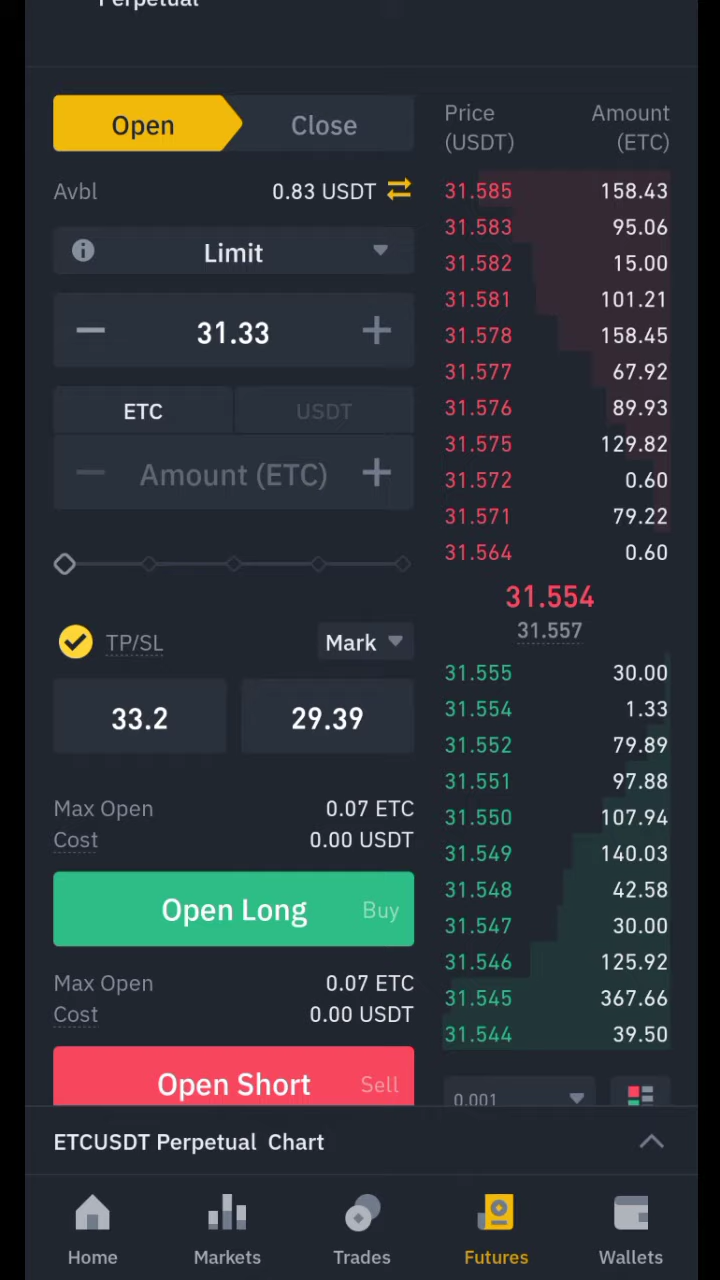 Perpetual
Open Close
Avbl 0.83 USDT
Limit
31.33
ETC USDT
Amount (ETC)
TP/SL Mark
33.2 29.39
Max Open 0.07 ETC
Cost 0.00 USDT
Open Long Buy
Max Open 0.07 ETC
Cost 0.00 USDT
Open Short Sell
Price Amount
(USDT) (ETC)
31.585 158.43
31.583 95.06
31.582 15.00
31.581 101.21
31.578 158.45
31.577 67.92
31.576 89.93
31.575 129.82
31.572 0.60
31.571 79.22
31.564 0.60
31.554
31.557
31.555 30.00
31.554 1.33
31.552 79.89
31.551 97.88
31.550 107.94
31.549 140.03
31.548 42.58
31.547 30.00
31.546 125.92
31.545 367.66
31.544 39.50
0.001
ETCUSDT Perpetual Chart
Home Markets Trades Futures Wallets